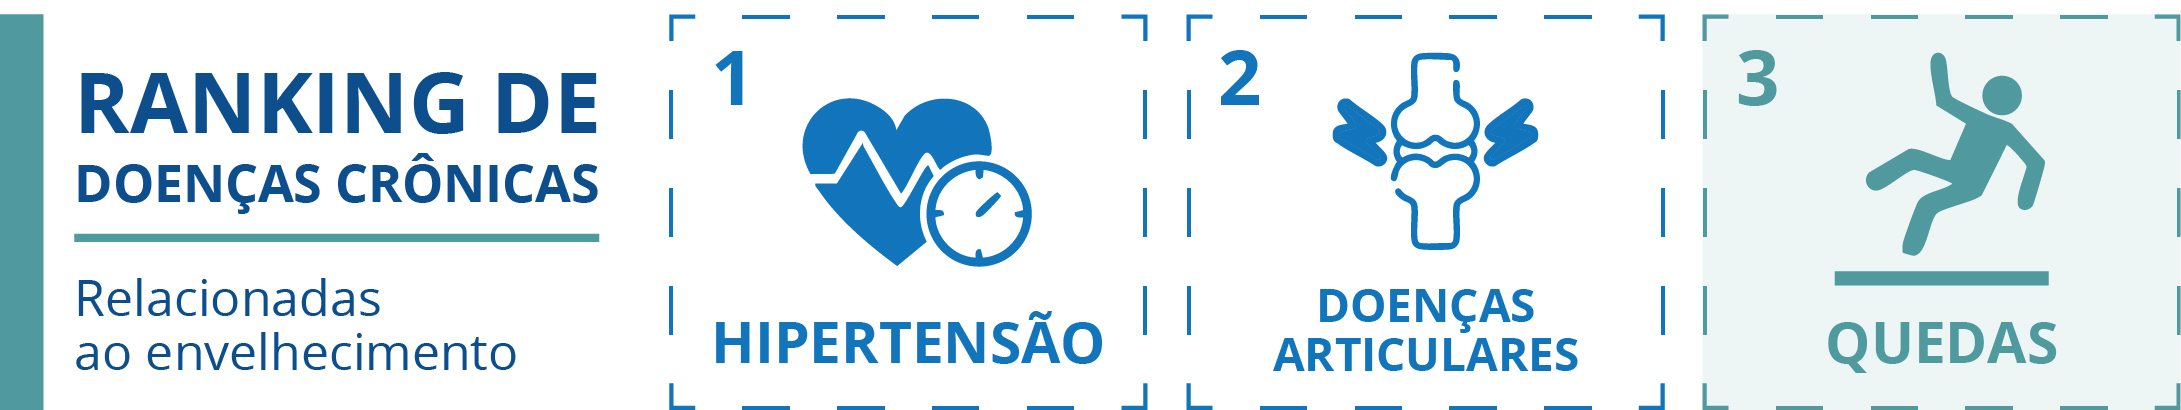 RANKING DE
DOENÇAS CRÔNICAS
Relacionadas
ao envelhecimento
1
HIPERTENSÃO
2
DOENÇAS
ARTICULARES
3
QUEDAS